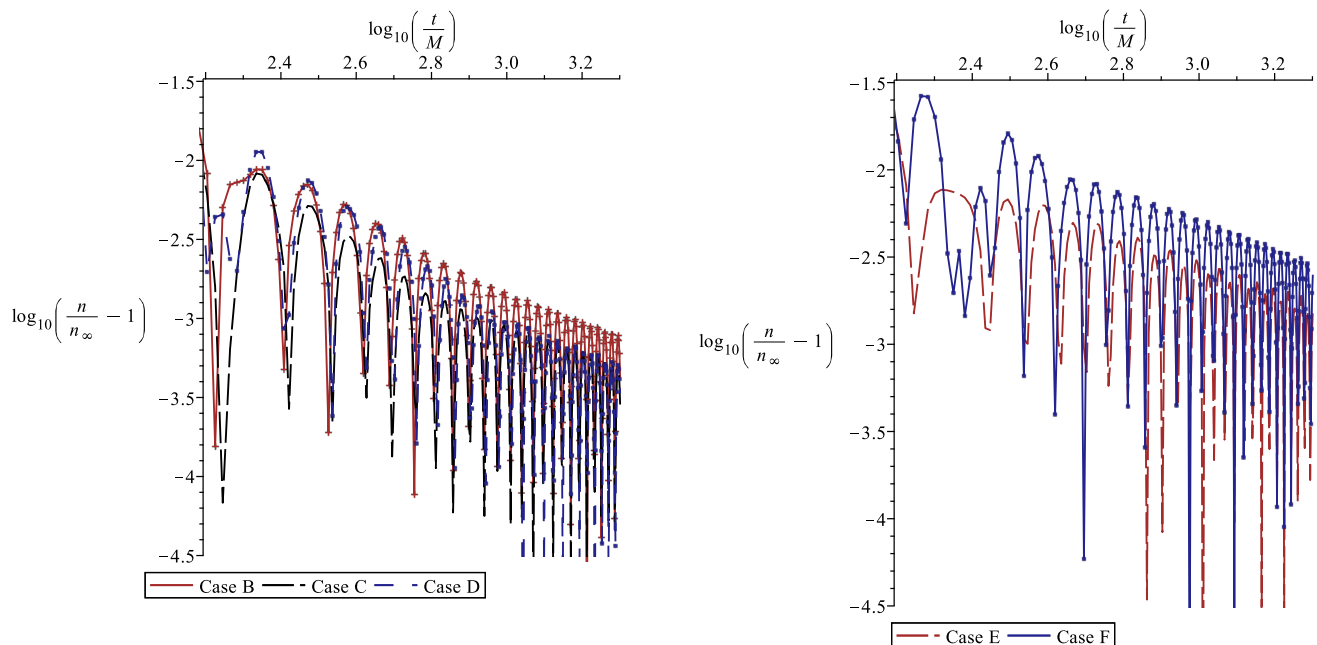 log10(t/M)
2.4 2.6 2.8 3.0 3.2
−1.5
−2
−2.5
−3
−3.5
−4
−4.5
log10(n/n∞ − 1)
Case B Case C Case D
log10(t/M)
2.4 2.6 2.8 3.0 3.2
−1.5
−2
−2.5
−3
−3.5
−4
−4.5
log10(n/n∞ − 1)
Case E Case F